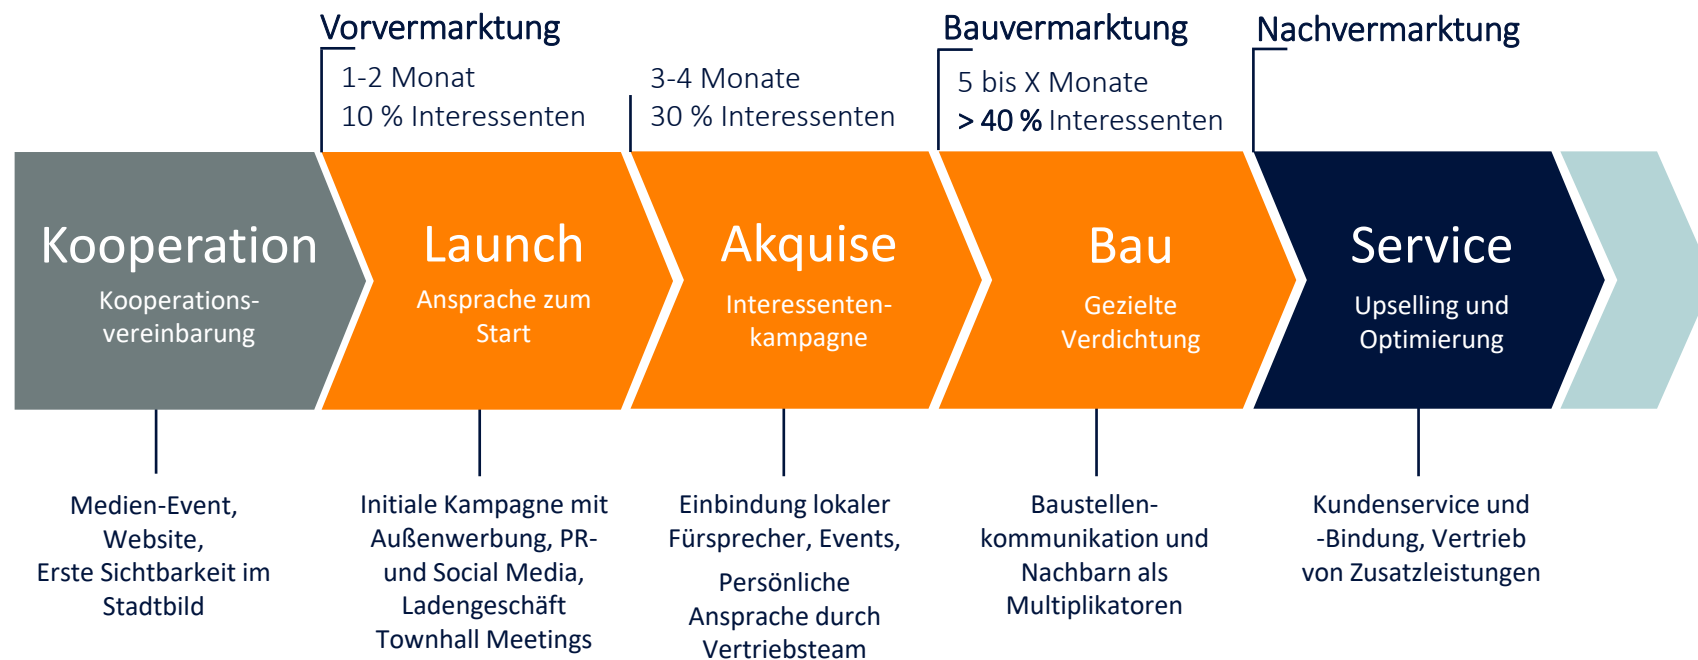 Vorvermarktung
1-2 Monat
10 % Interessenten
3-4 Monate
30 % Interessenten
Bauvermarktung
5 bis X Monate
> 40 % Interessenten
Nachvermarktung
Kooperation
Kooperations-
vereinbarung
Launch
Ansprache zum
Start
Akquise
Interessenten-
kampagne
Bau
Gezielte
Verdichtung
Service
Upselling und
Optimierung
Medien-Event,
Website,
Erste Sichtbarkeit im
Stadtbild
Initiale Kampagne mit
Außenwerbung, PR-
und Social Media,
Ladengeschäft
Townhall Meetings
Einbindung lokaler
Fürsprecher, Events,
Persönliche
Ansprache durch
Vertriebsteam
Baustellen-
kommunikation und
Nachbarn als
Multiplikatoren
Kundenservice und
-Bindung, Vertrieb
von Zusatzleistungen